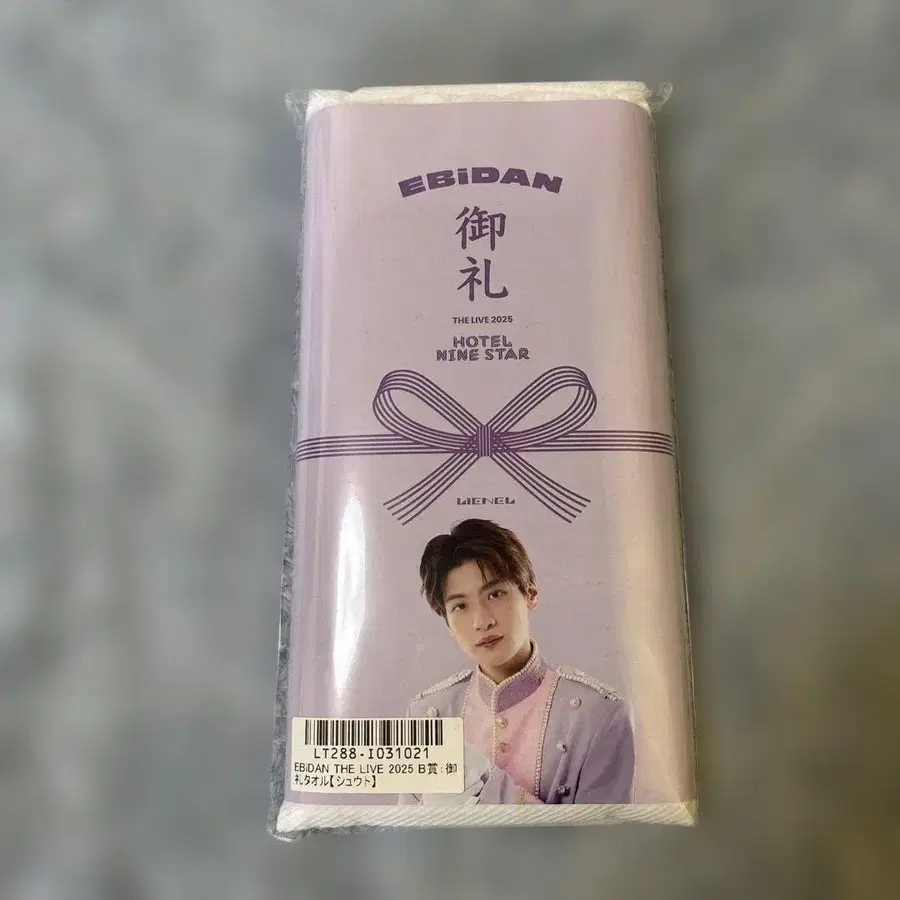 EBiDAN
御
礼
THE LIVE 2025
HOTEL
NINE STAR
LIENEL
LT288-I031021
EBiDAN THE LIVE 2025 B賞:御
礼タオル【シュウト】